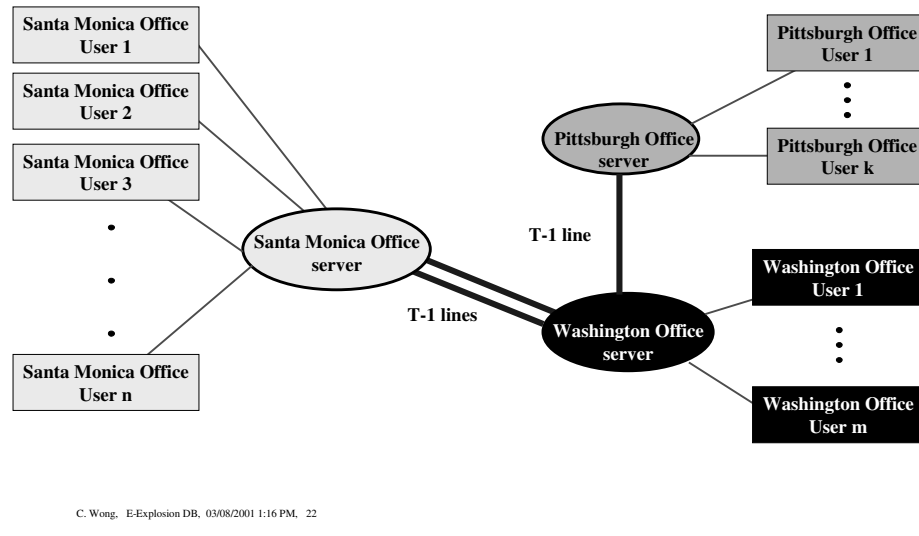 Santa Monica Office
User 1
Santa Monica Office
User 2
Santa Monica Office
User 3
Santa Monica Office
User n
Santa Monica Office
server
T-1 lines
T-1 line
Pittsburgh Office
server
Pittsburgh Office
User 1
Pittsburgh Office
User k
Washington Office
server
Washington Office
User 1
Washington Office
User m
C. Wong, E-Explosion DB, 03/08/2001 1:16 PM, 22